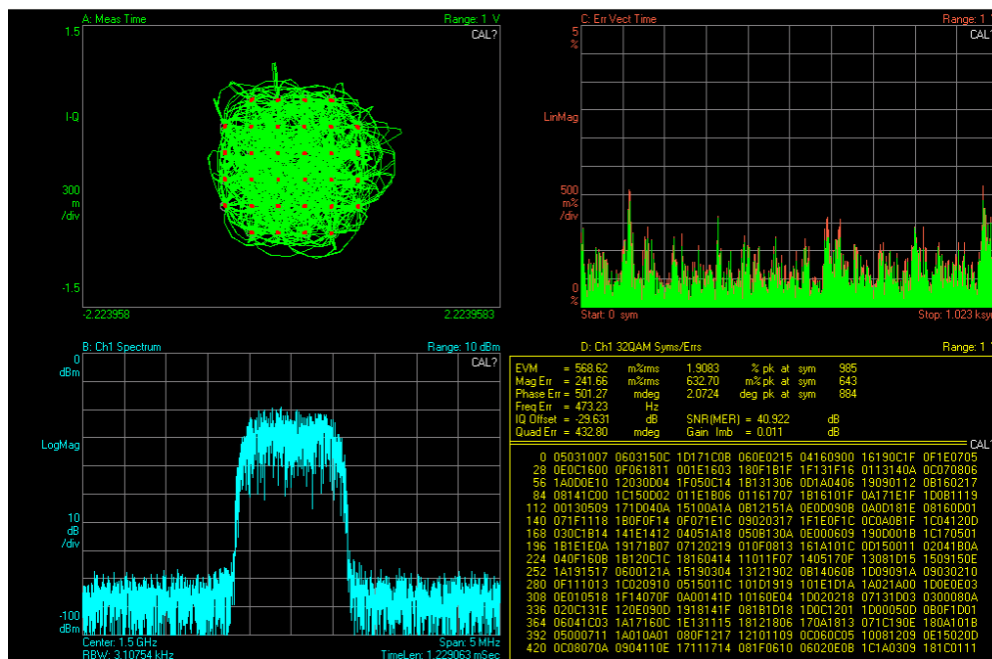 A: Meas Time Range: 1 V
1.5 CAL?
I-Q
300
m
/div
-1.5
-2.223958 2.2239583
C: Err Vect Time Range: 1
5 CAL?
%
LinMag
500
m%
/div
0
%
Start: 0 sym Stop: 1.023 ksym
B: Ch1 Spectrum Range: 10 dBm
0 CAL?
dBm
LogMag
10
dB
/div
-100
dBm
Center: 1.5 GHz Span: 5 MHz
RBW: 3.10754 kHz TimeLen: 1.229063 mSec
D: Ch1 32QAM Syms/Errs Range: 1
EVM = 568.62 m%rms 1.9083 % pk at sym 985
Mag Err = 241.66 m%rms 632.70 m% pk at sym 643
Phase Err = 501.27 mdeg 2.0724 deg pk at sym 884
Freq Err = 473.23 Hz
IQ Offset = -29.631 dB SNR(MER) = 40.922 dB
Quad Err = 432.80 mdeg Gain Imb = 0.011 dB
CAL?
0 05031007 0603150C 1D171C0B 060E0215 04160900 16190C1F 0F1E0705
28 0E0C1600 0F061811 001E1603 180F1B1F 1F131F16 0113140A 0C070806
56 1A0D0E10 12030D04 1F050C14 1B131306 0D1A0406 19090112 0B160217
84 08141C00 1C150D02 011E1B06 01161707 1B16101F 0A171E1F 1D0B1119
112 00130509 171D040A 15100A1A 0B12151A 0E0D090B 0A0D181E 08160D01
140 071F1118 1B0F0F14 0F071E1C 09020317 1F1E0F1C 0C0A0B1F 1C04120D
168 030C1B14 141E1412 04051A18 050B130A 0E000609 190D001B 1C170501
196 1B1E1E0A 19171B07 07120219 010F0813 161A101C 0D150011 02041B0A
224 040F160B 1B120C1C 18160414 11011F07 1405170F 13081D15 1509150E
252 1A191517 0600121A 15190304 13121902 0B14060B 1D09091A 09030210
280 0F111013 1C020910 0515011C 101D1919 101E1D1A 1A021A00 1D0E0E03
308 0E010518 1F14070F 0A00141D 10160E04 1D020218 07131D03 0300080A
336 020C131E 120E090D 1918141F 081B1D18 1D0C1201 1D00050D 0B0F1D01
364 06041C03 1A17160C 1E131115 18121806 170A1813 071C190E 180A101B
392 05000711 1A010A01 080F1217 12101109 0C060C05 10081209 0E15020D
420 0C08070A 0904110E 17111714 081F0610 06020E0B 1C1A0309 181C0111